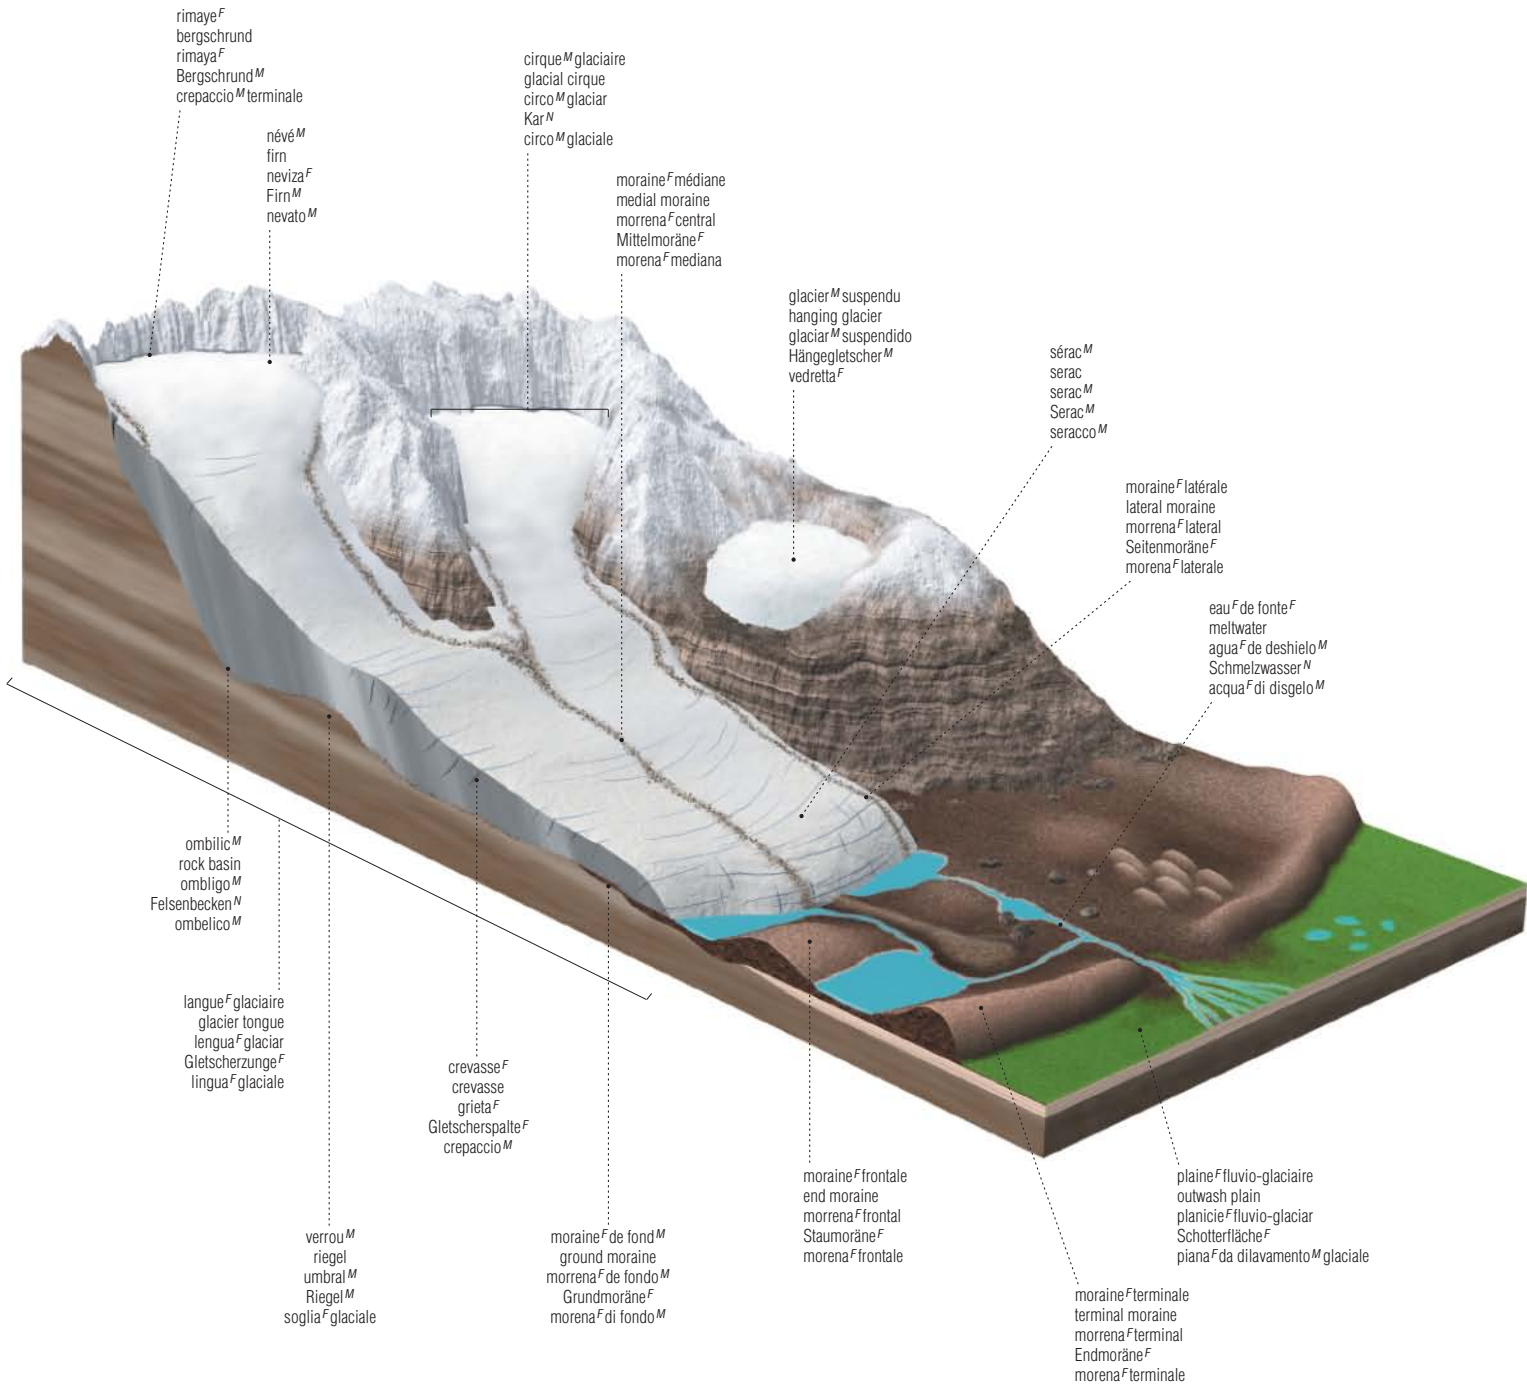 rimaye F
bergschrund
rimaya F
Bergschrund M
crepaccio M terminale
névé M
firn
neviza F
Firn M
nevato M
cirque M glaciaire
glacial cirque
circo M glaciar
Kar N
circo M glaciale
moraine F médiane
medial moraine
morrena F central
Mittelmoräne F
morena F mediana
glacier M suspendu
hanging glacier
glaciar M suspendido
Hängegletscher M
vedretta F
sérac M
serac
serac M
Serac M
seracco M
moraine F latérale
lateral moraine
morrena F lateral
Seitenmoräne F
morena F laterale
eau F de fonte F
meltwater
agua F de deshielo M
Schmelzwasser N
acqua F di disgelo M
ombilic M
rock basin
ombligo M
Felsenbecken N
ombelico M
langue F glaciaire
glacier tongue
lengua F glaciar
Gletscherzunge F
lingua F glaciale
crevasse F
crevasse
grieta F
Gletscherspalte F
crepaccio M
verrou M
riegel
umbral M
Riegel M
soglia F glaciale
moraine F de fond M
ground moraine
morrena F de fondo M
Grundmoräne F
morena F di fondo M
moraine F frontale
end moraine
morrena F frontal
Staumoräne F
morena F frontale
plaine F fluvio-glaciaire
outwash plain
planicie F fluvio-glaciar
Schotterfläche F
piana F da dilavamento M glaciale
moraine F terminale
terminal moraine
morrena F terminal
Endmoräne F
morena F terminale